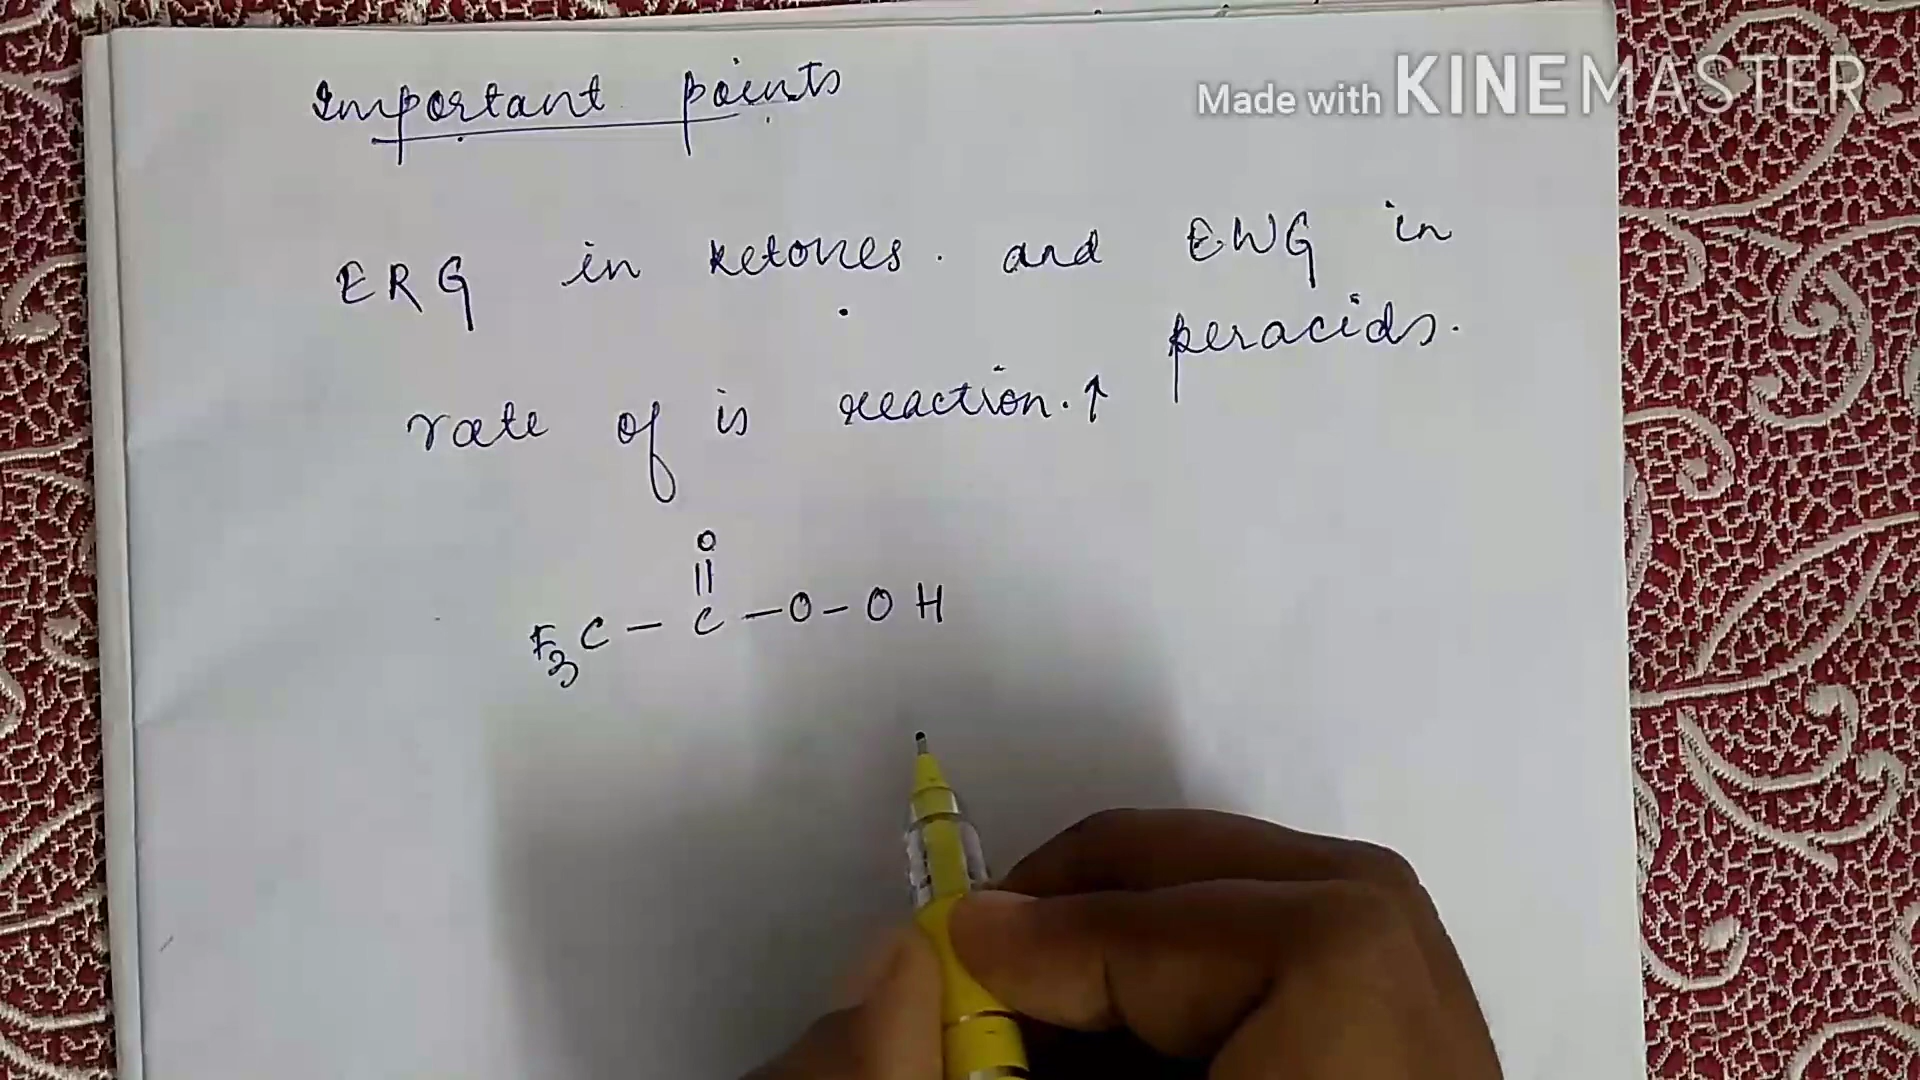 Important points
Made with KINEMASTER
ERG in ketones. and EWG in
peracids.
rate of is reaction. ↑
O
||
F3C - C - O - O H